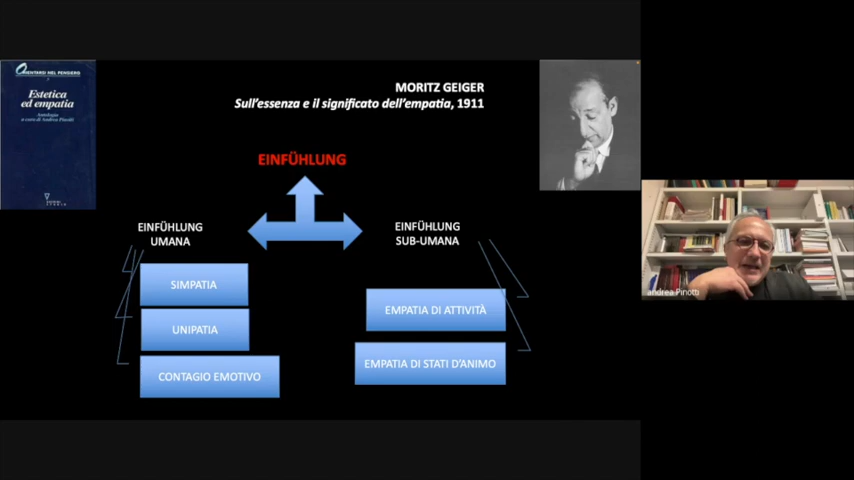 ORIENTARSI NEL PENSIERO
Estetica
ed empatia
Antologia
a cura di Andrea Pinotti
MORITZ GEIGER
Sull'essenza e il significato dell'empatia, 1911
EINFÜHLUNG
EINFÜHLUNG
UMANA
EINFÜHLUNG
SUB-UMANA
SIMPATIA
UNIPATIA
CONTAGIO EMOTIVO
EMPATIA DI ATTIVITÀ
EMPATIA DI STATI D'ANIMO
andrea Pinotti